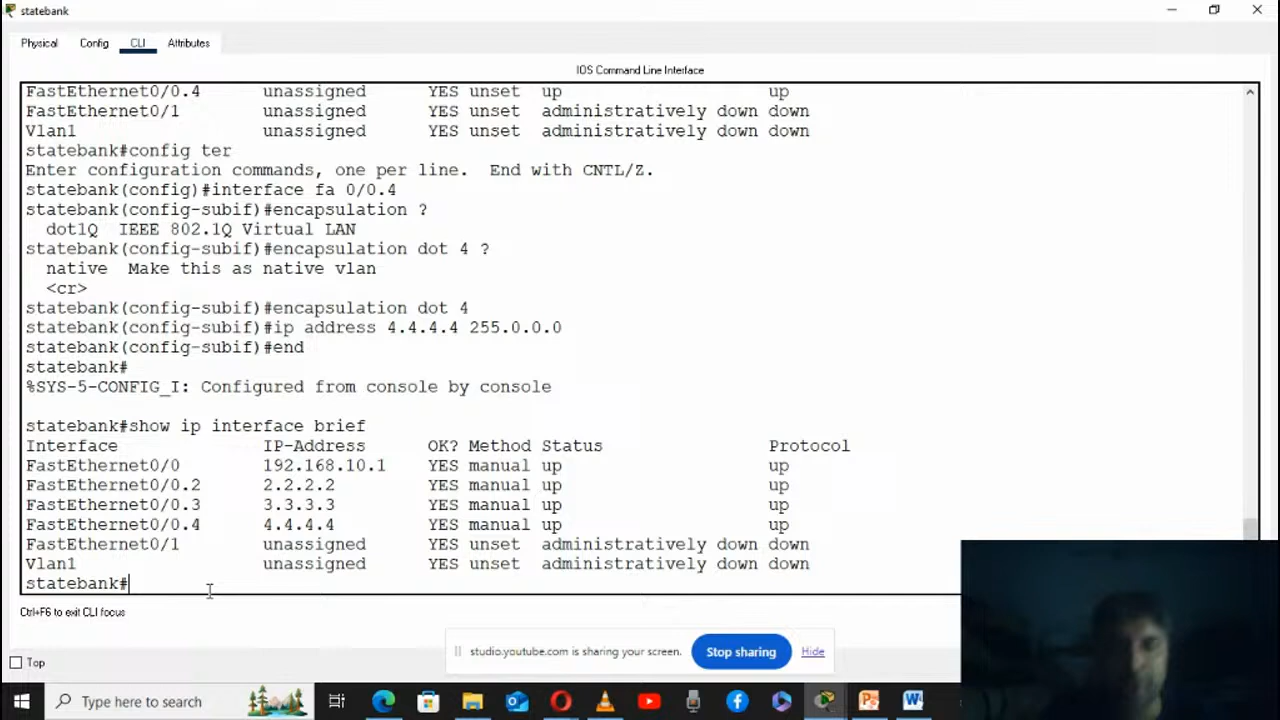 statebank
Physical Config CLI Attributes
IOS Command Line Interface
FastEthernet0/0.4 unassigned YES unset up up
FastEthernet0/1 unassigned YES unset administratively down down
Vlan1 unassigned YES unset administratively down down
statebank#config ter
Enter configuration commands, one per line. End with CNTL/Z.
statebank(config)#interface fa 0/0.4
statebank(config-subif)#encapsulation ?
dot1Q IEEE 802.1Q Virtual LAN
statebank(config-subif)#encapsulation dot 4 ?
native Make this as native vlan
<cr>
statebank(config-subif)#encapsulation dot 4
statebank(config-subif)#ip address 4.4.4.4 255.0.0.0
statebank(config-subif)#end
statebank#
%SYS-5-CONFIG_I: Configured from console by console
statebank#show ip interface brief
Interface IP-Address OK? Method Status Protocol
FastEthernet0/0 192.168.10.1 YES manual up up
FastEthernet0/0.2 2.2.2.2 YES manual up up
FastEthernet0/0.3 3.3.3.3 YES manual up up
FastEthernet0/0.4 4.4.4.4 YES manual up up
FastEthernet0/1 unassigned YES unset administratively down down
Vlan1 unassigned YES unset administratively down down
statebank#
Ctrl+F6 to exit CLI focus
studio.youtube.com is sharing your screen. Stop sharing Hide
Top
Type here to search